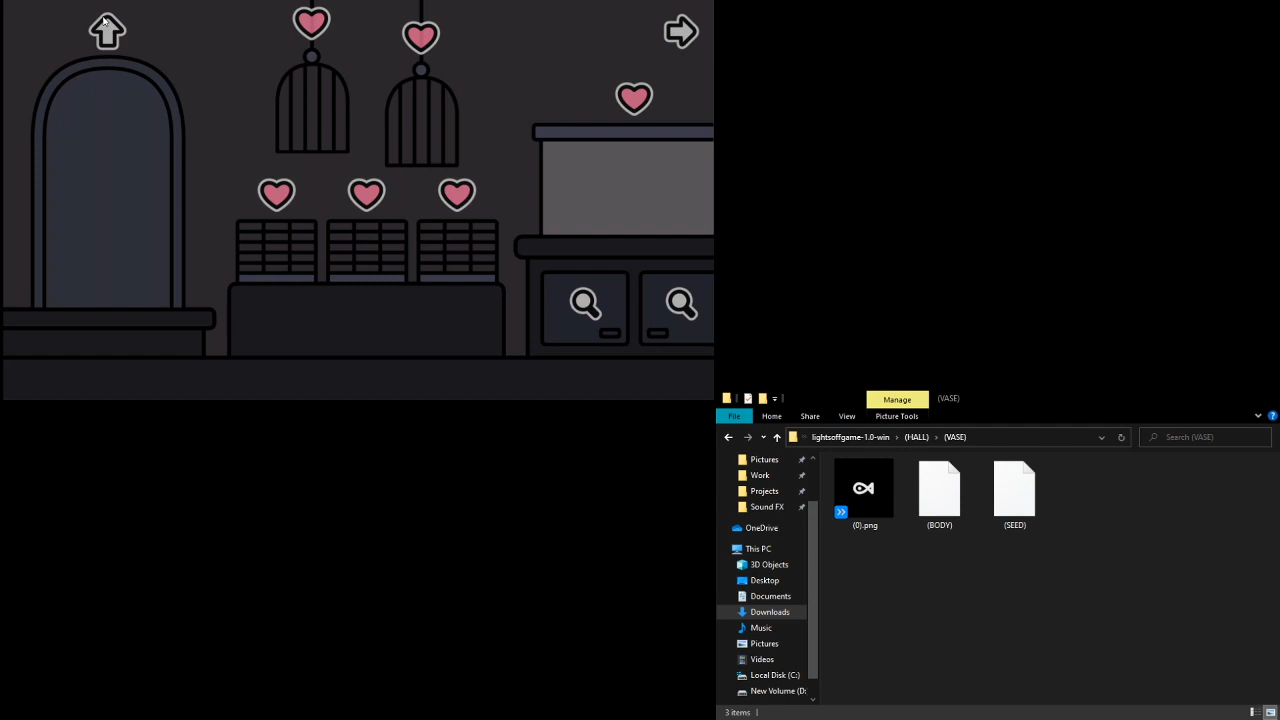 Manage
(VASE)
File
Home
Share
View
Picture Tools
lightsoffgame-1.0-win
(HALL)
(VASE)
Search (VASE)
Pictures
Work
Projects
Sound FX
OneDrive
This PC
3D Objects
Desktop
Documents
Downloads
Music
Pictures
Videos
Local Disk (C:)
New Volume (D:
(0).png
(BODY)
(SEED)
3 items